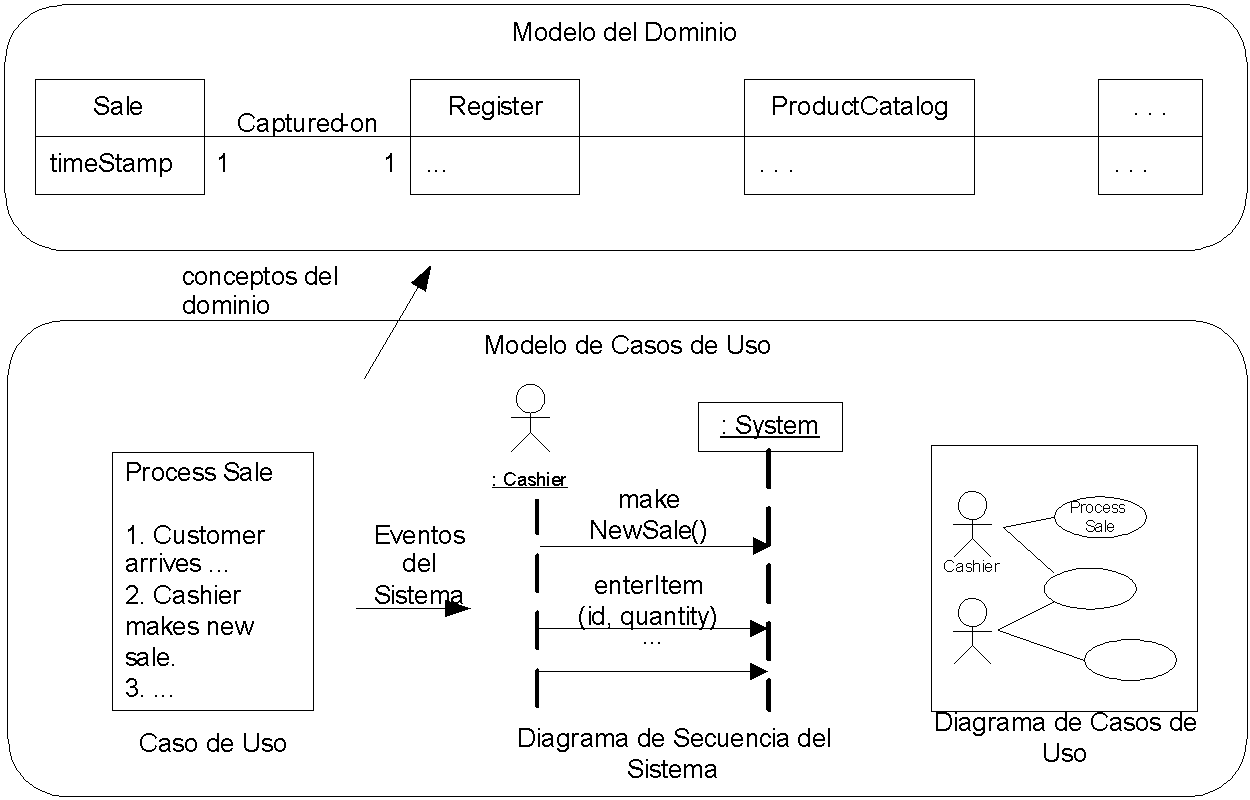 Modelo del Dominio
Sale
Captured-on
Register
ProductCatalog
. . .
timeStamp
1
1
...
. . .
. . .
conceptos del
dominio
Modelo de Casos de Uso
Process Sale
1. Customer
arrives ...
2. Cashier
makes new
sale.
3. ...
Caso de Uso
Eventos
del
Sistema
: Cashier
: System
make
NewSale()
enterItem
(id, quantity)
...
Diagrama de Secuencia del
Sistema
Process
Sale
Cashier
Diagrama de Casos de
Uso